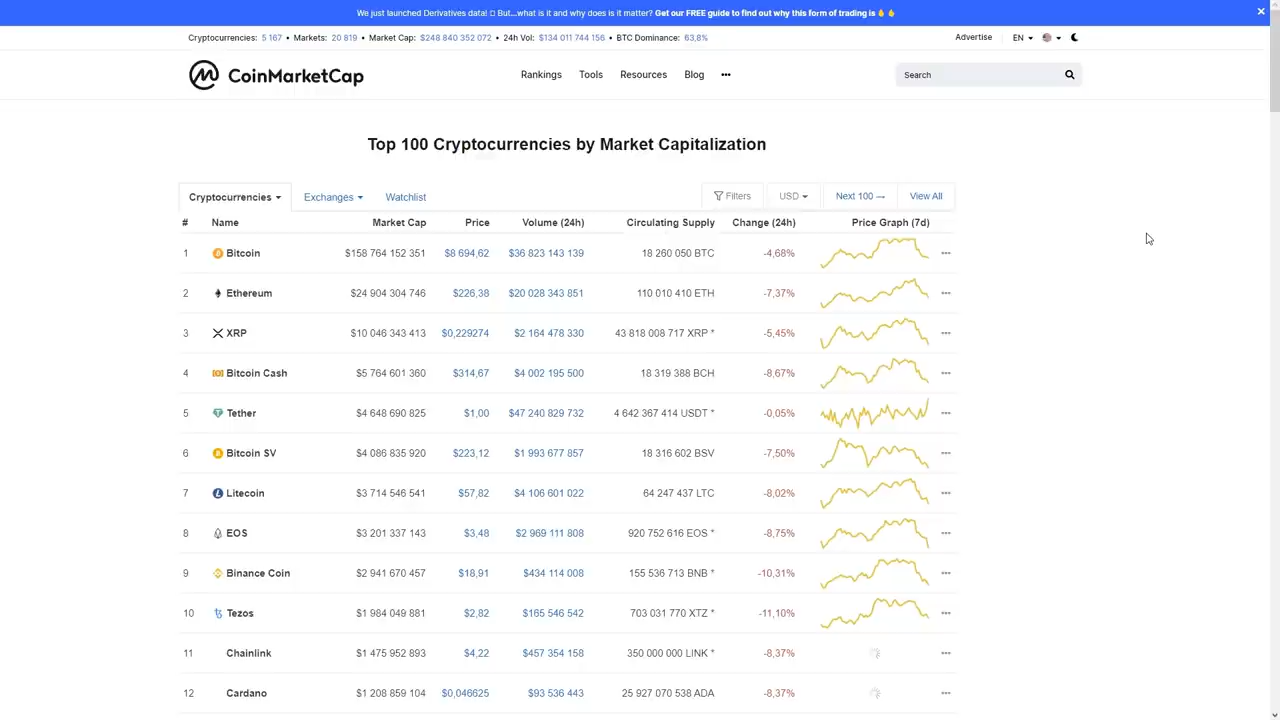 We just launched Derivatives data! But...what is it and why does is it matter? Get our FREE guide to find out why this form of trading is
Cryptocurrencies: 5 167 • Markets: 20 819 • Market Cap: $248 840 352 072 • 24h Vol: $134 011 744 156 • BTC Dominance: 63,8%
Advertise EN
CoinMarketCap Rankings Tools Resources Blog ••• Search
Top 100 Cryptocurrencies by Market Capitalization
Cryptocurrencies Exchanges Watchlist Filters USD Next 100 → View All
# Name Market Cap Price Volume (24h) Circulating Supply Change (24h) Price Graph (7d)
1 Bitcoin $158 764 152 351 $8 694,62 $36 823 143 139 18 260 050 BTC -4,68%
2 Ethereum $24 904 304 746 $226,38 $20 028 343 851 110 010 410 ETH -7,37%
3 XRP $10 046 343 413 $0,229274 $2 164 478 330 43 818 008 717 XRP * -5,45%
4 Bitcoin Cash $5 764 601 360 $314,67 $4 002 195 500 18 319 388 BCH -8,67%
5 Tether $4 648 690 825 $1,00 $47 240 829 732 4 642 367 414 USDT * -0,05%
6 Bitcoin SV $4 086 835 920 $223,12 $1 993 677 857 18 316 602 BSV -7,50%
7 Litecoin $3 714 546 541 $57,82 $4 106 601 022 64 247 437 LTC -8,02%
8 EOS $3 201 337 143 $3,48 $2 969 111 808 920 752 616 EOS * -8,75%
9 Binance Coin $2 941 670 457 $18,91 $434 114 008 155 536 713 BNB * -10,31%
10 Tezos $1 984 049 881 $2,82 $165 546 542 703 031 770 XTZ * -11,10%
11 Chainlink $1 475 952 893 $4,22 $457 354 158 350 000 000 LINK * -8,37%
12 Cardano $1 208 859 104 $0,046625 $93 536 443 25 927 070 538 ADA -8,37%